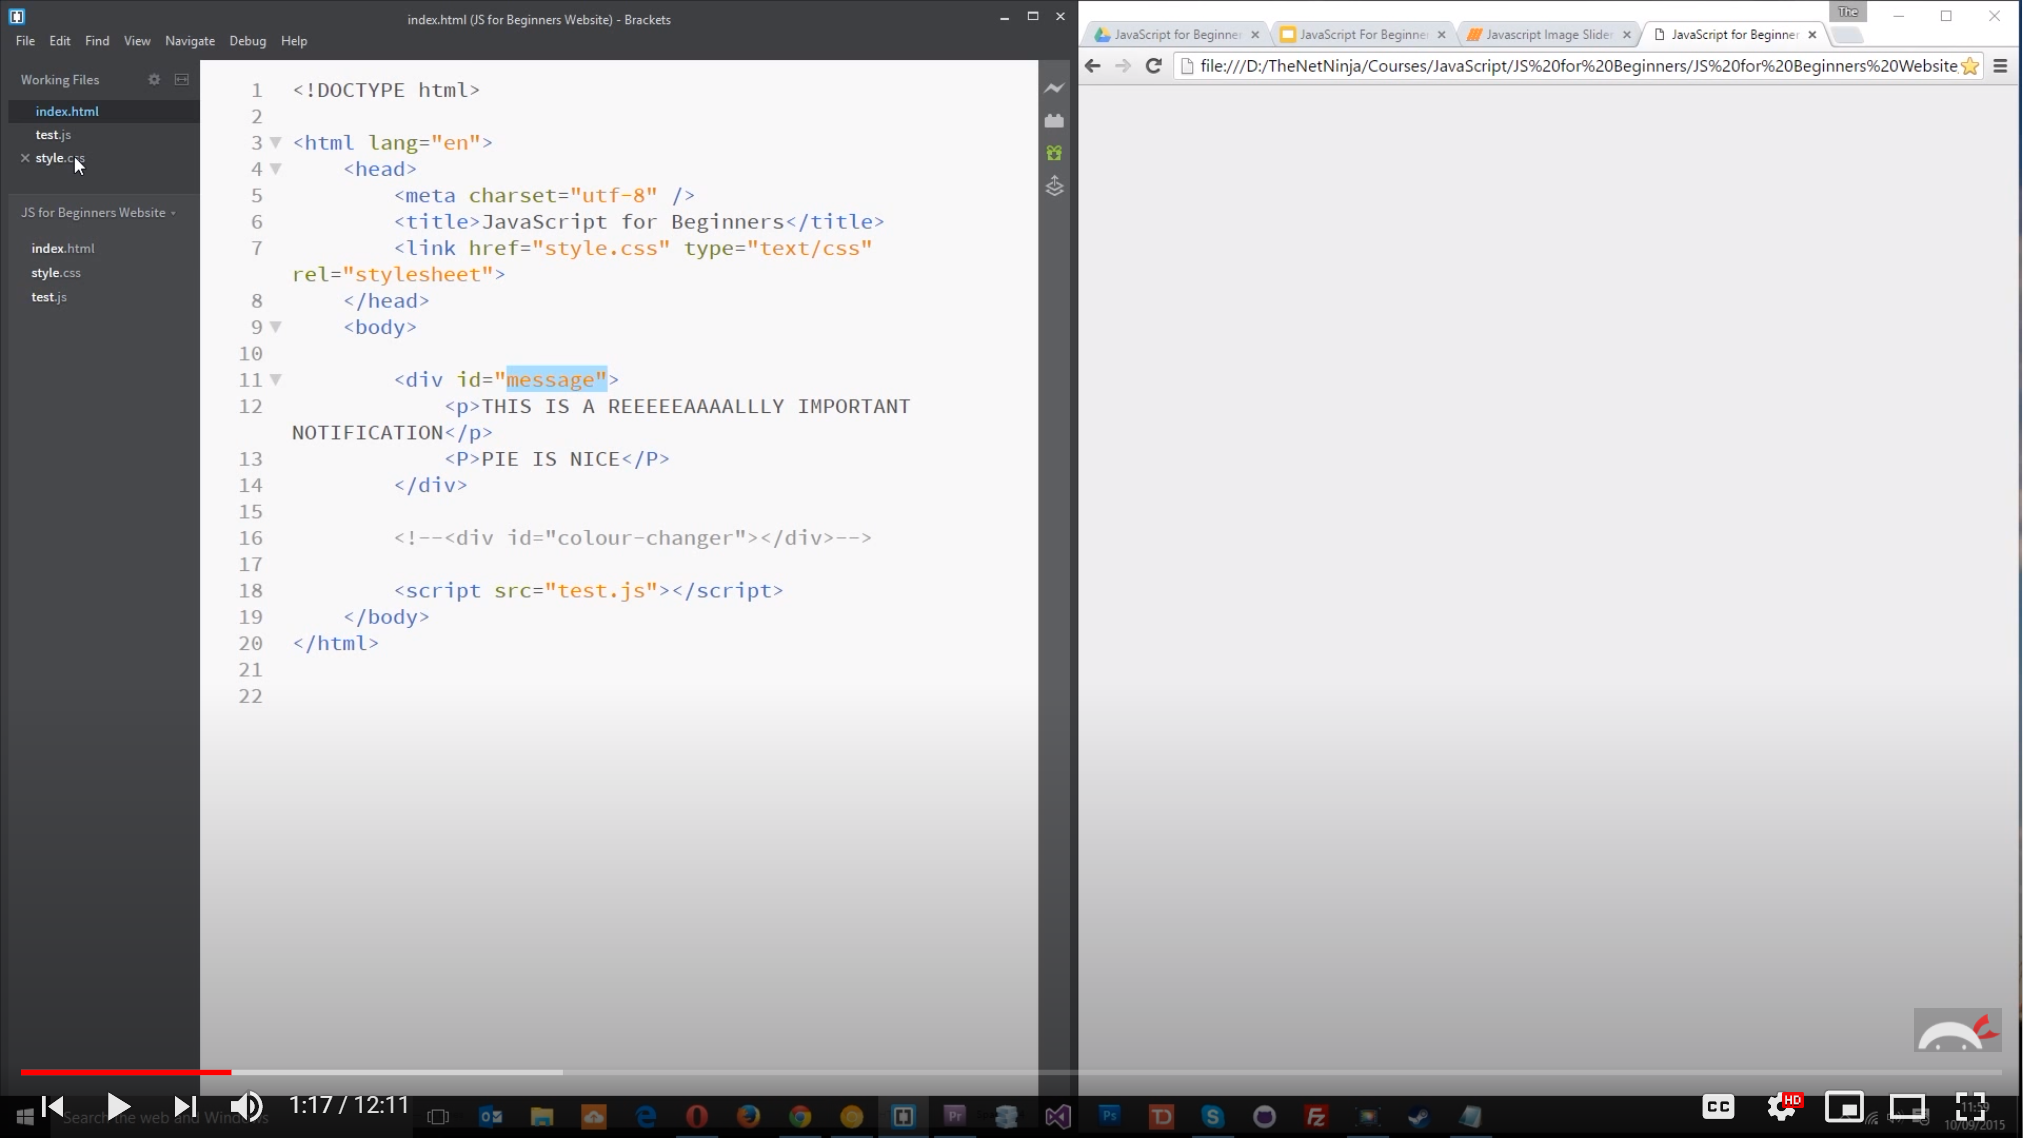 index.html (JS for Beginners Website) - Brackets
File Edit Find View Navigate Debug Help
Working Files
index.html
test.js
style.css
JS for Beginners Website
index.html
style.css
test.js
1 <!DOCTYPE html>
2
3 <html lang="en">
4 <head>
5 <meta charset="utf-8" />
6 <title>JavaScript for Beginners</title>
7 <link href="style.css" type="text/css"
rel="stylesheet">
8 </head>
9 <body>
10
11 <div id="message">
12 <p>THIS IS A REEEEEAAAALLLY IMPORTANT
NOTIFICATION</p>
13 <P>PIE IS NICE</P>
14 </div>
15
16 <!--<div id="colour-changer"></div>-->
17
18 <script src="test.js"></script>
19 </body>
20 </html>
21
22
The
JavaScript for Beginner JavaScript For Beginne Javascript Image Slider JavaScript for Beginner
file:///D:/TheNetNinja/Courses/JavaScript/JS%20for%20Beginners/JS%20for%20Beginners%20Website
1:17 / 12:11
CC HD
Search the web and Windows
Pr Ps
11:59
10/09/2015